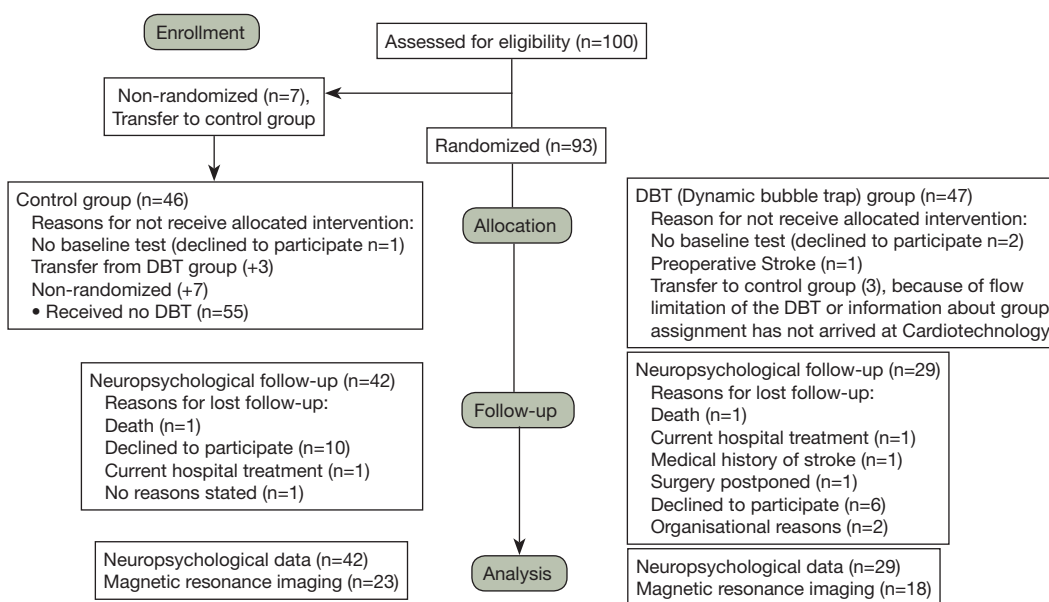 Enrollment
Assessed for eligibility (n=100)
Non-randomized (n=7),
Transfer to control group
Randomized (n=93)
Control group (n=46)
Reasons for not receive allocated intervention:
No baseline test (declined to participate n=1)
Transfer from DBT group (+3)
Non-randomized (+7)
• Received no DBT (n=55)
Allocation
DBT (Dynamic bubble trap) group (n=47)
Reason for not receive allocated intervention:
No baseline test (declined to participate n=2)
Preoperative Stroke (n=1)
Transfer to control group (3), because of flow
limitation of the DBT or information about group
assignment has not arrived at Cardiotechnology
Neuropsychological follow-up (n=42)
Reasons for lost follow-up:
Death (n=1)
Declined to participate (n=10)
Current hospital treatment (n=1)
No reasons stated (n=1)
Follow-up
Neuropsychological follow-up (n=29)
Reasons for lost follow-up:
Death (n=1)
Current hospital treatment (n=1)
Medical history of stroke (n=1)
Surgery postponed (n=1)
Declined to participate (n=6)
Organisational reasons (n=2)
Neuropsychological data (n=42)
Magnetic resonance imaging (n=23)
Analysis
Neuropsychological data (n=29)
Magnetic resonance imaging (n=18)